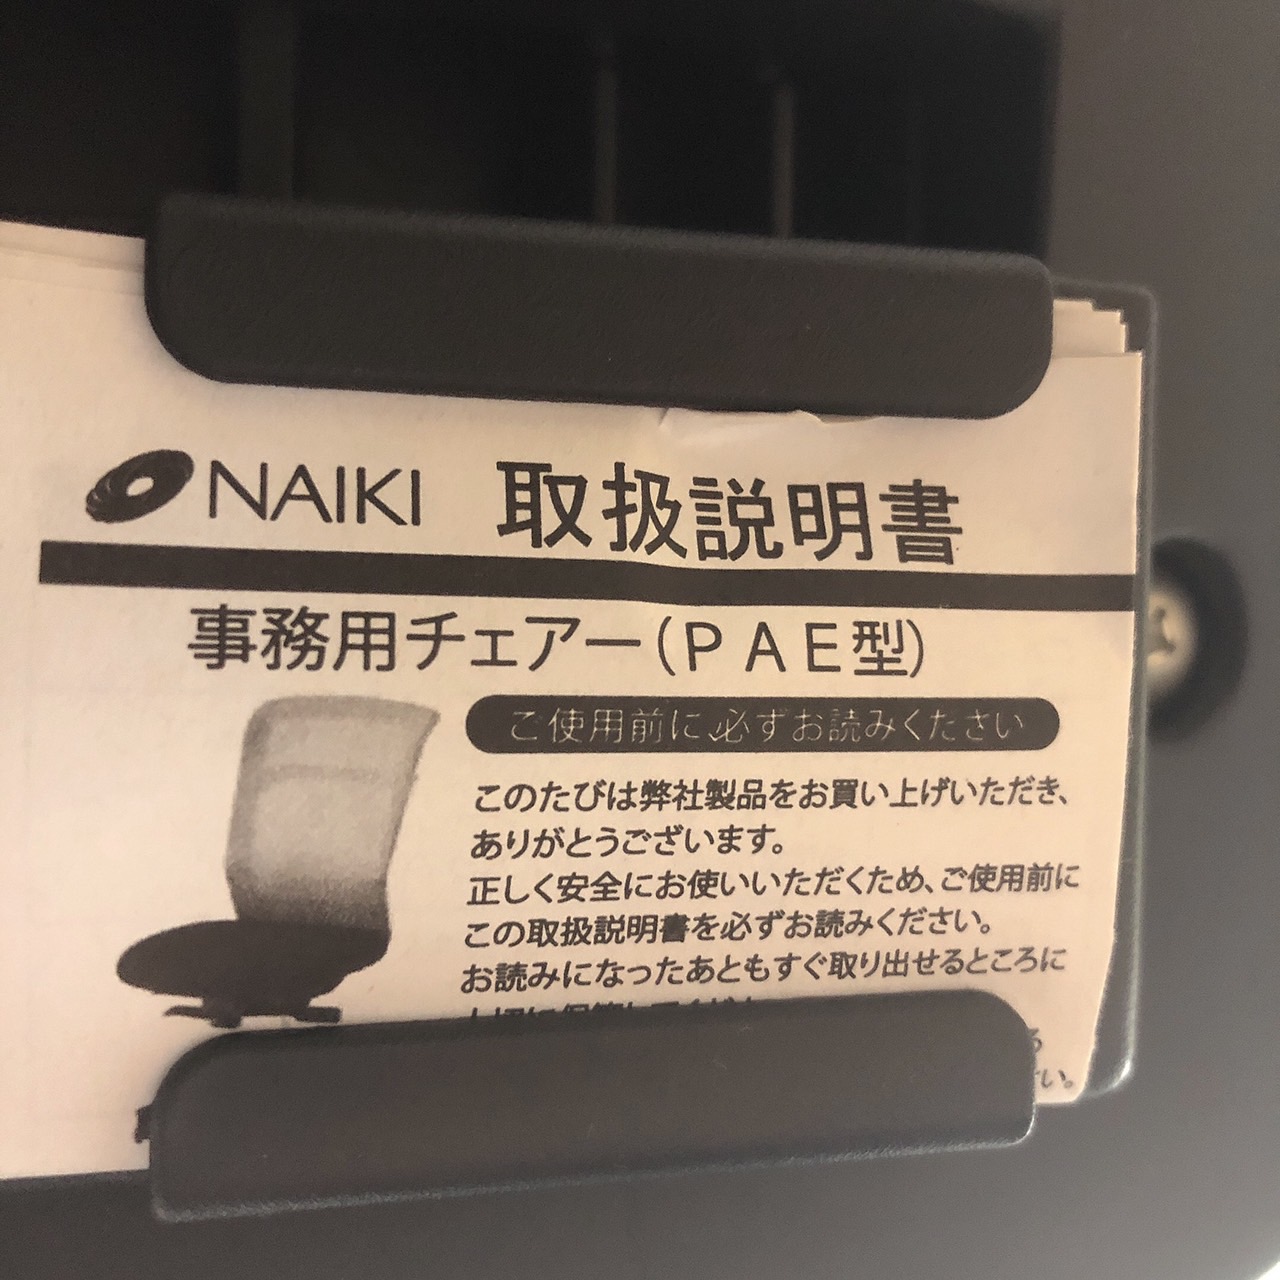 NAIKI 取扱説明書
事務用チェアー(PAE型)
ご使用前に必ずお読みください
このたびは弊社製品をお買い上げいただき、
ありがとうございます。
正しく安全にお使いいただくため、ご使用前に
この取扱説明書を必ずお読みください。
お読みになったあともすぐ取り出せるところに